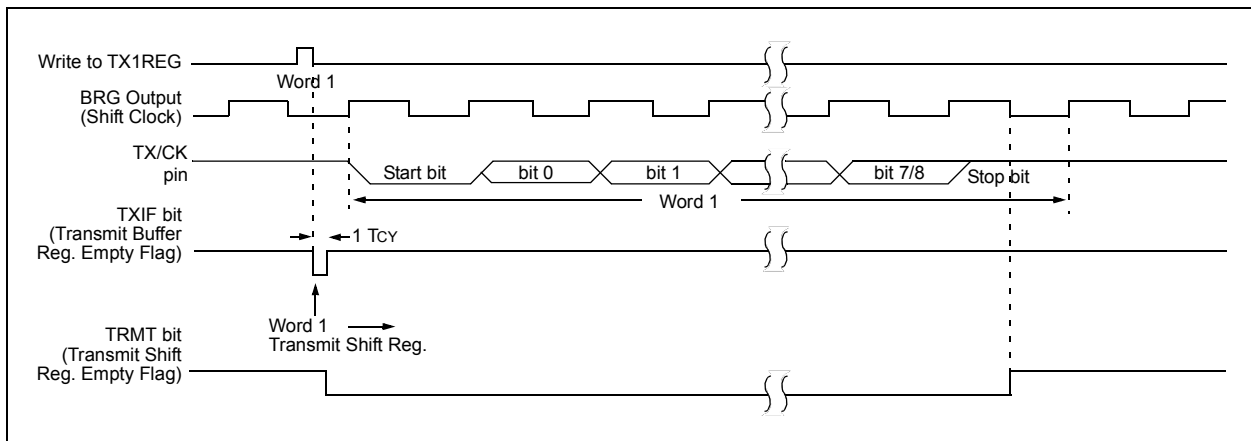 Write to TX1REG
Word 1
BRG Output
(Shift Clock)
TX/CK
pin
Start bit
bit 0
bit 1
bit 7/8
Stop bit
Word 1
TXIF bit
(Transmit Buffer
Reg. Empty Flag)
1 TCY
Word 1
Transmit Shift Reg.
TRMT bit
(Transmit Shift
Reg. Empty Flag)